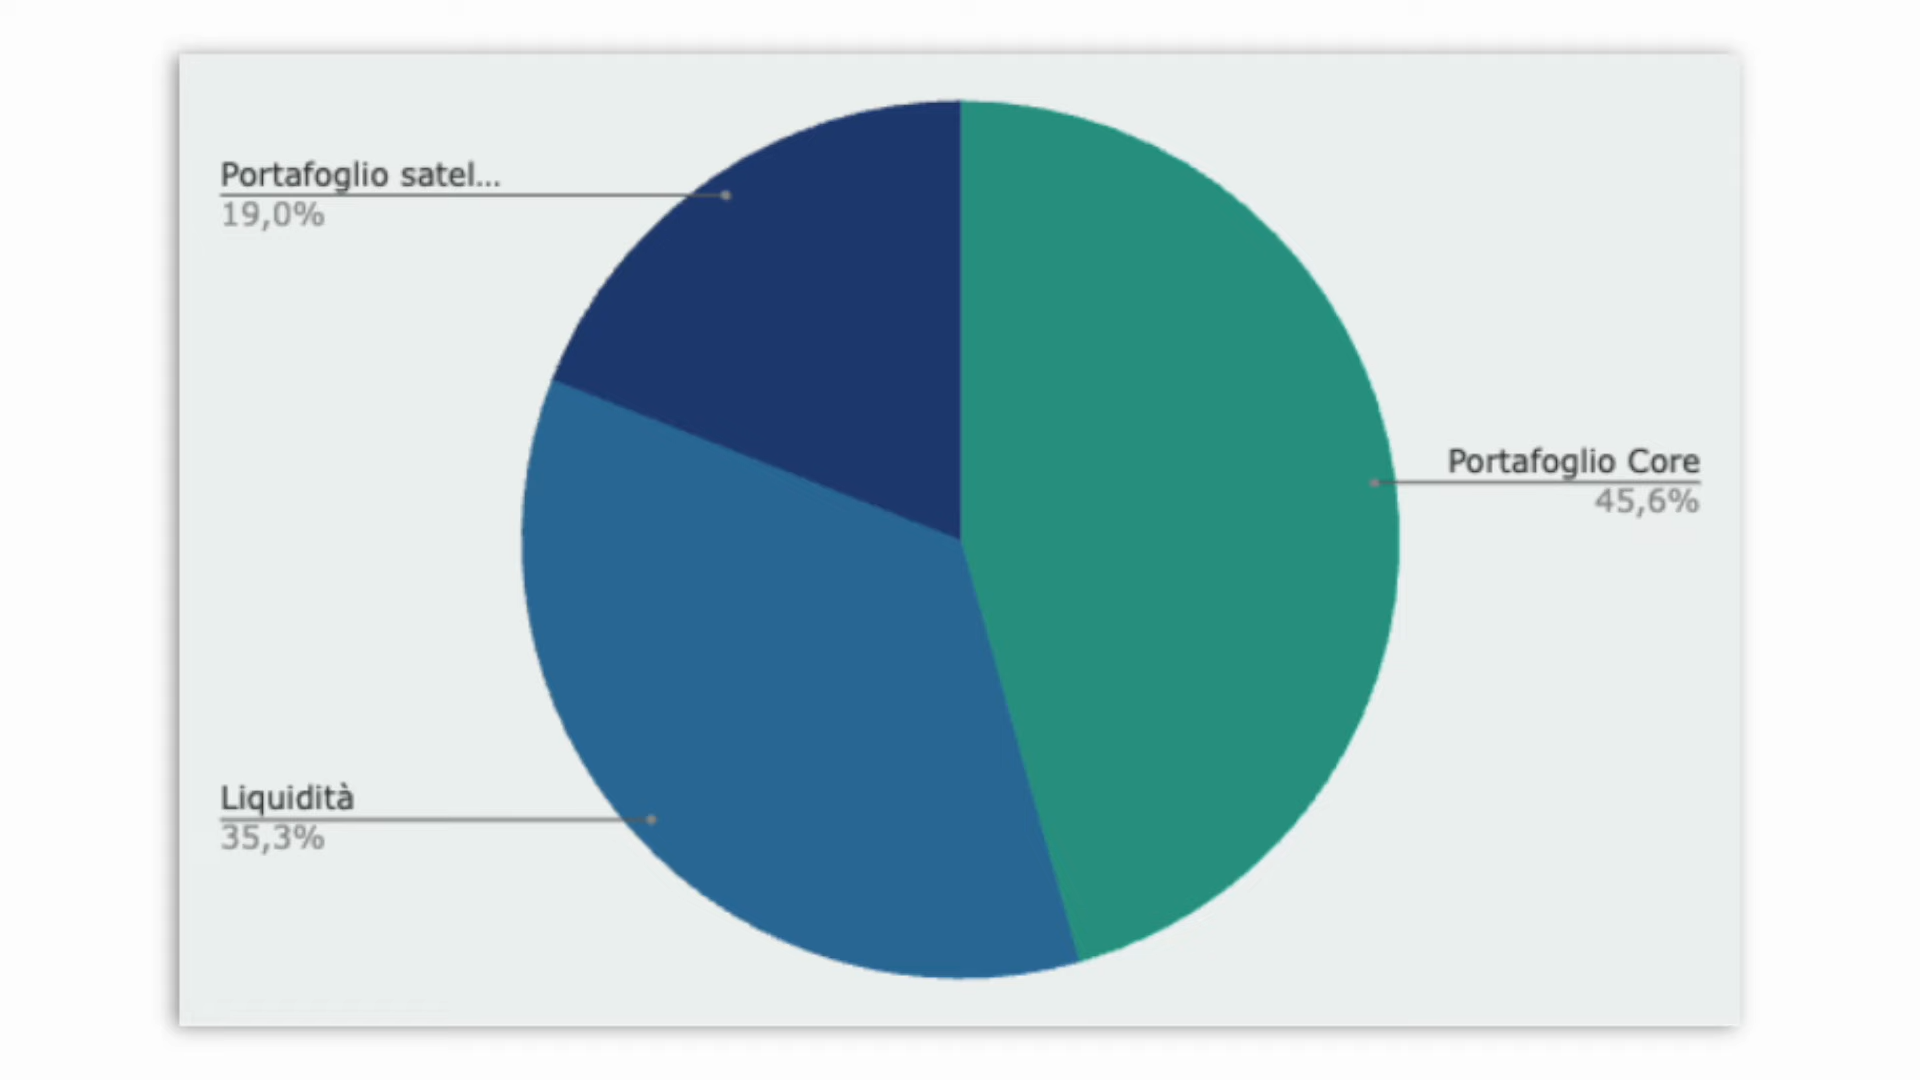 Portafoglio satel...
19,0%
Portafoglio Core
45,6%
Liquidità
35,3%